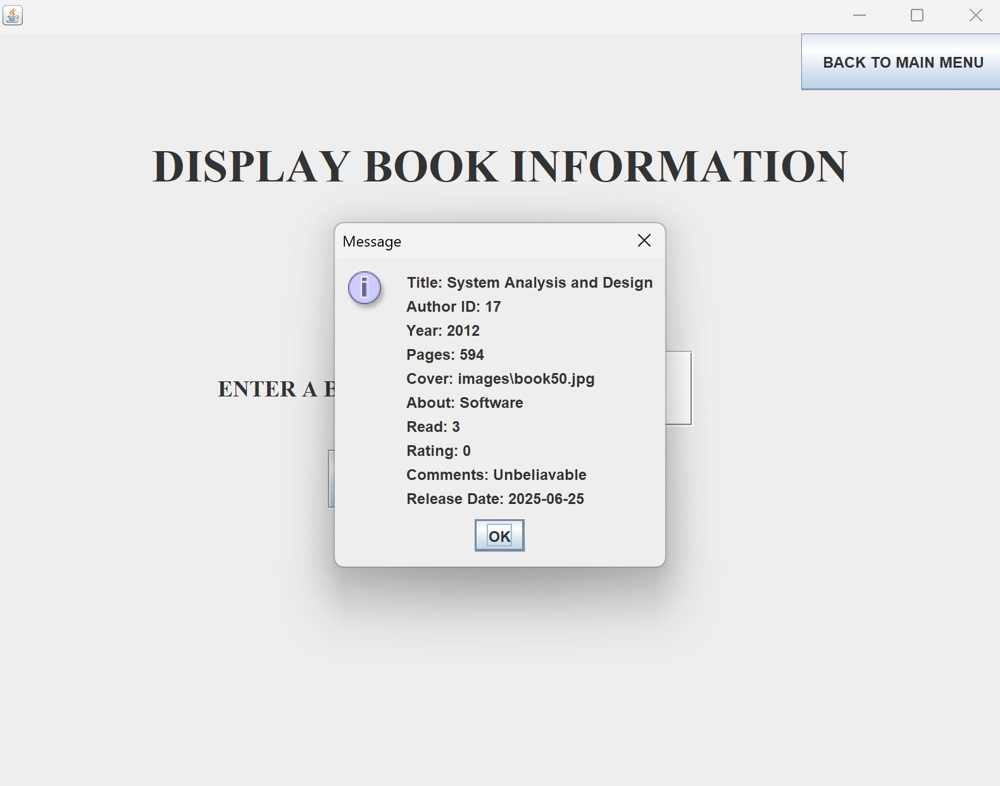 BACK TO MAIN MENU
DISPLAY BOOK INFORMATION
Message
Title: System Analysis and Design
Author ID: 17
Year: 2012
Pages: 594
Cover: images\book50.jpg
About: Software
Read: 3
Rating: 0
Comments: Unbeliavable
Release Date: 2025-06-25
ENTER A
OK